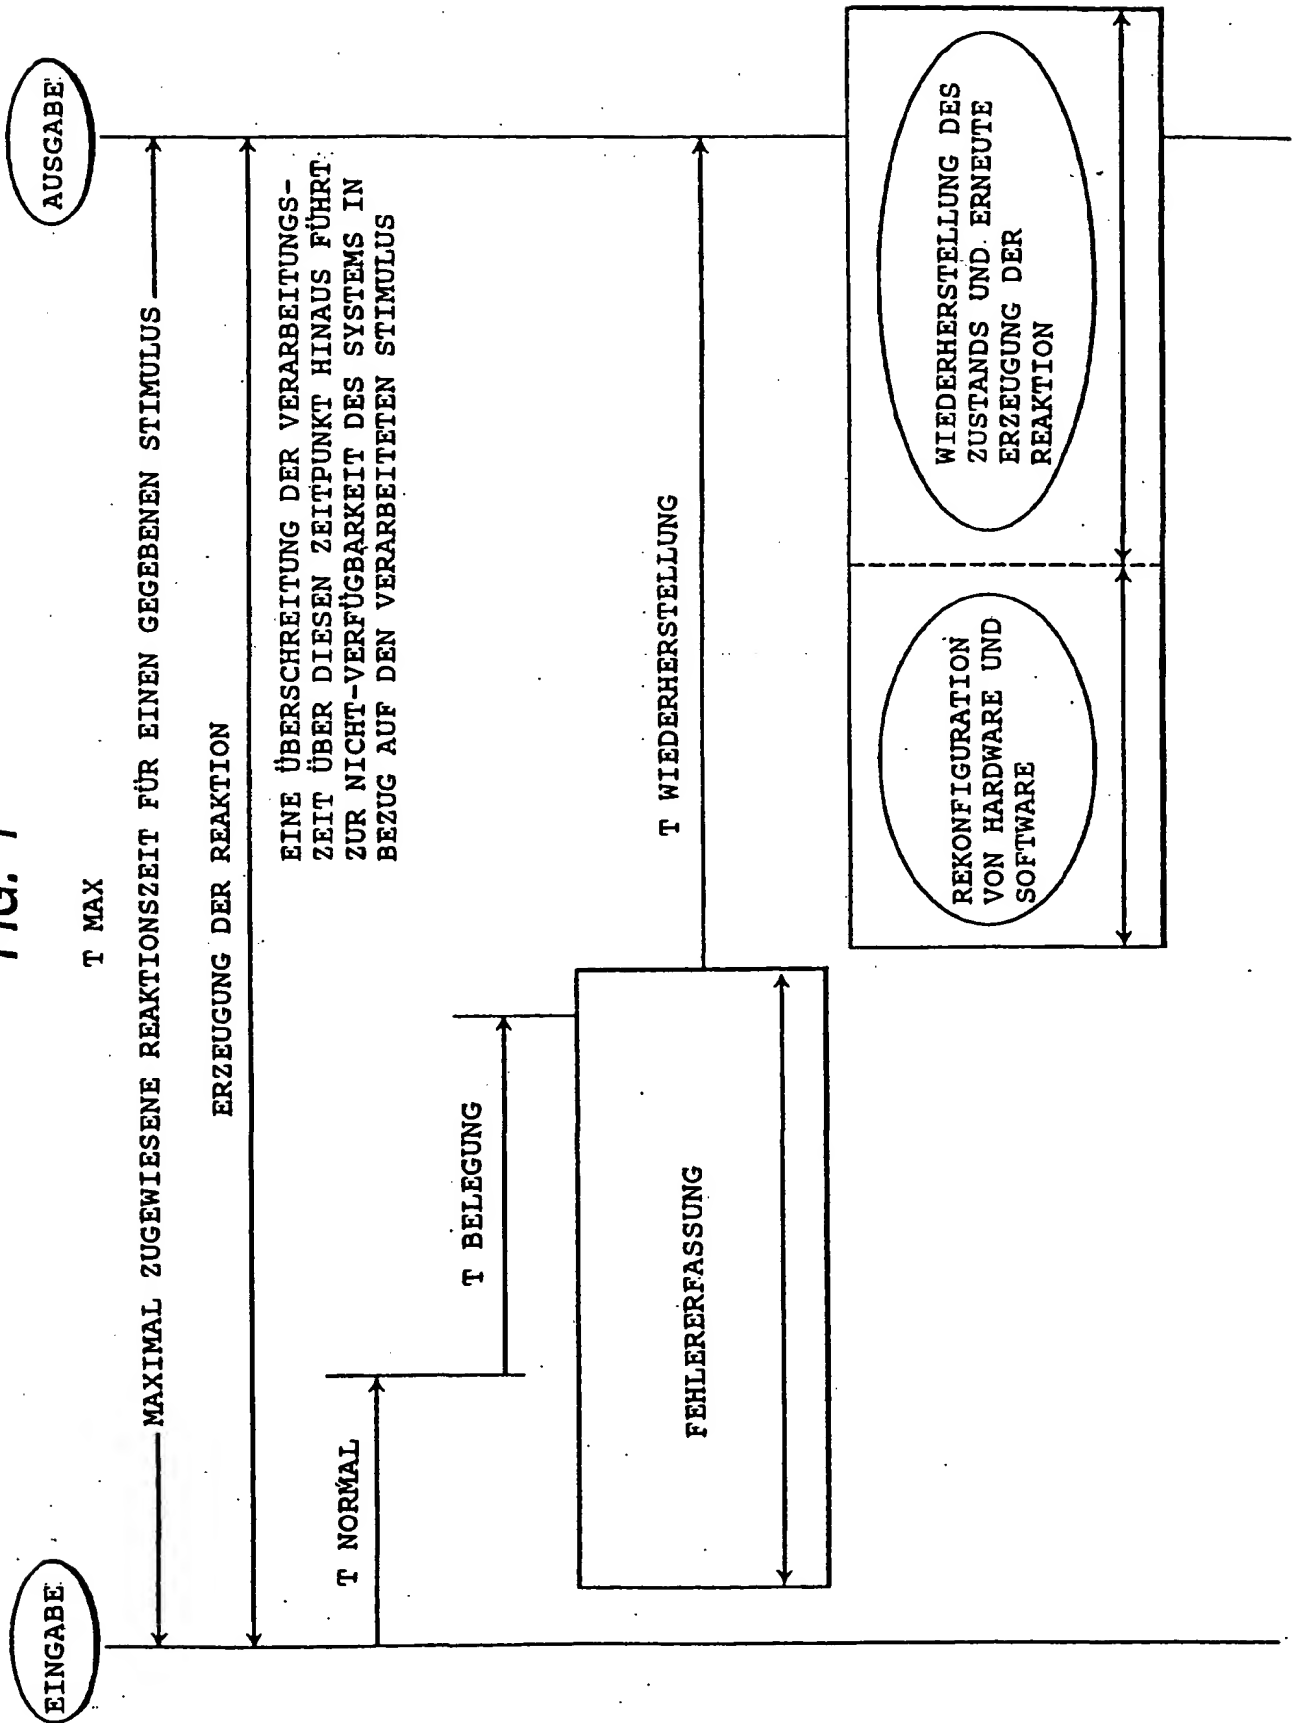 FIG. 1
EINGABE
AUSGABE
T MAX
MAXIMAL ZUGEWIESENE REAKTIONSZEIT FÜR EINEN GEGEBENEN STIMULUS
ERZEUGUNG DER REAKTION
EINE ÜBERSCHREITUNG DER VERARBEITUNGS-
ZEIT ÜBER DIESEN ZEITPUNKT HINAUS FÜHRT
ZUR NICHT-VERFÜGBARKEIT DES SYSTEMS IN
BEZUG AUF DEN VERARBEITETEN STIMULUS
T NORMAL
T BELEGUNG
FEHLERERFASSUNG
T WIEDERHERSTELLUNG
REKONFIGURATION
VON HARDWARE UND
SOFTWARE
WIEDERHERSTELLUNG DES
ZUSTANDS UND ERNEUTE
ERZEUGUNG DER
REAKTION